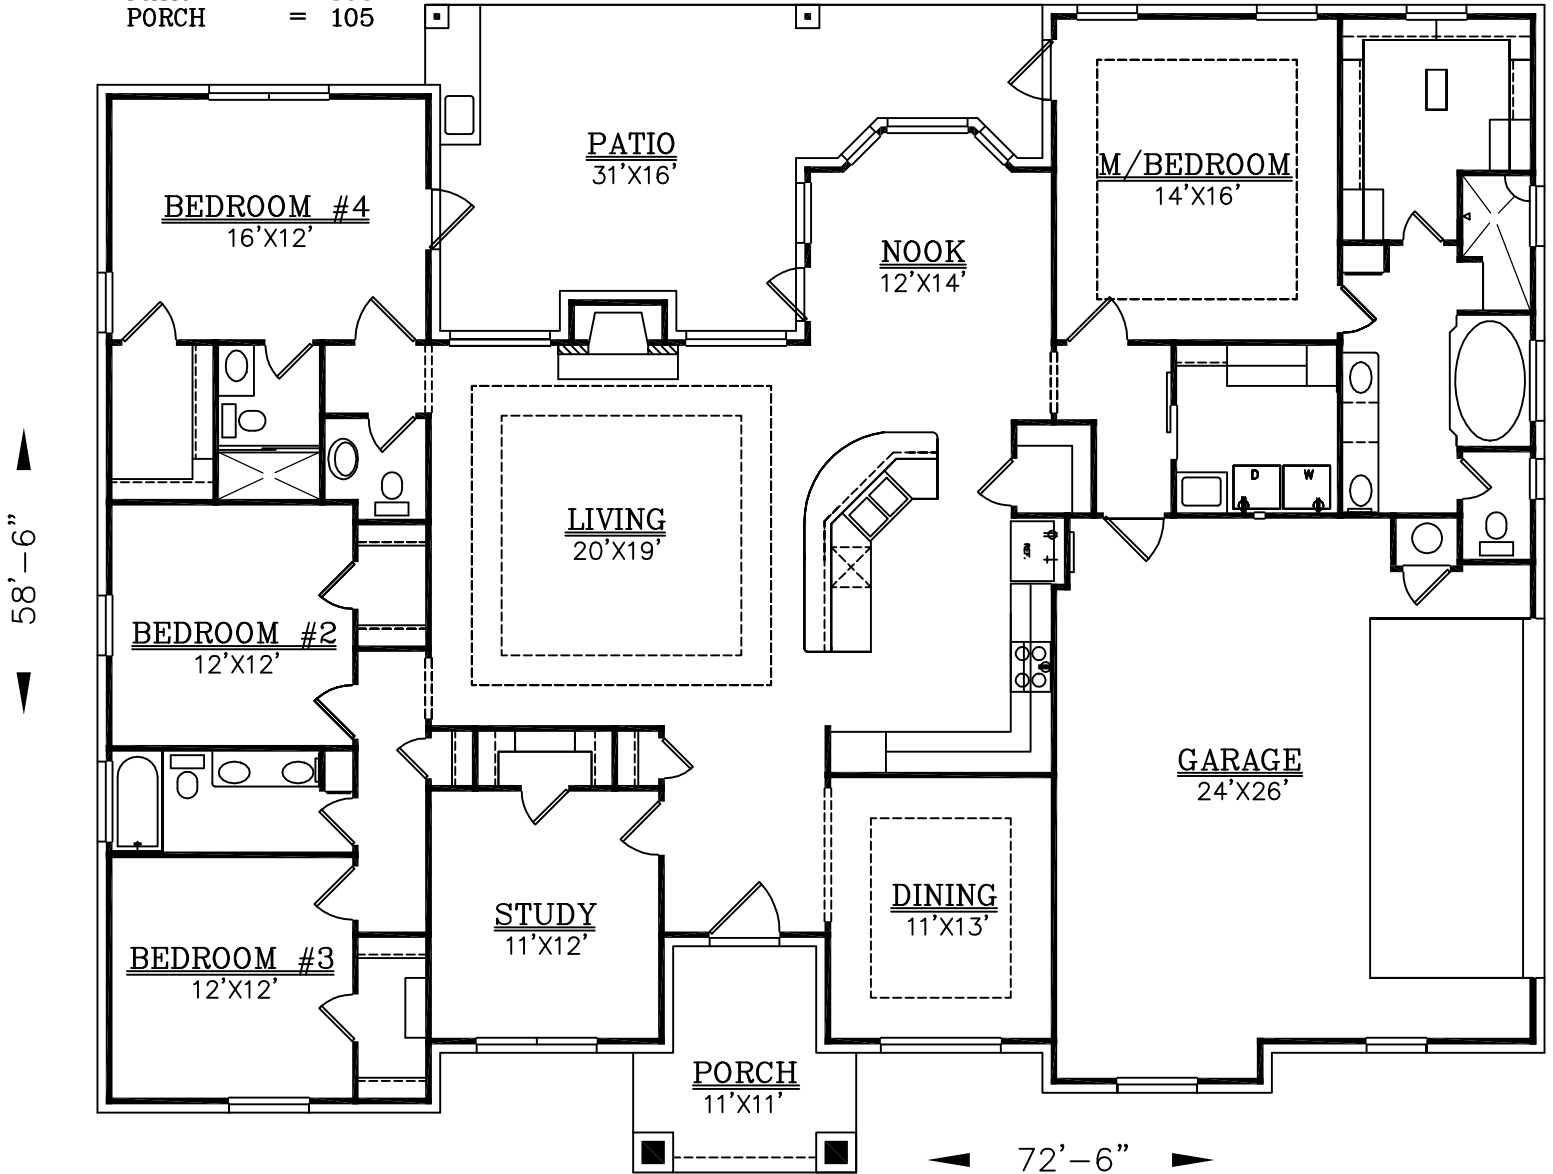 PORCH = 105
PATIO
31'X16'
M/BEDROOM
14'X16'
BEDROOM #4
16'X12'
NOOK
12'X14'
LIVING
20'X19'
D
W
REF.
58'-6"
BEDROOM #2
12'X12'
GARAGE
24'X26'
DINING
11'X13'
STUDY
11'X12'
BEDROOM #3
12'X12'
PORCH
11'X11'
72'-6"